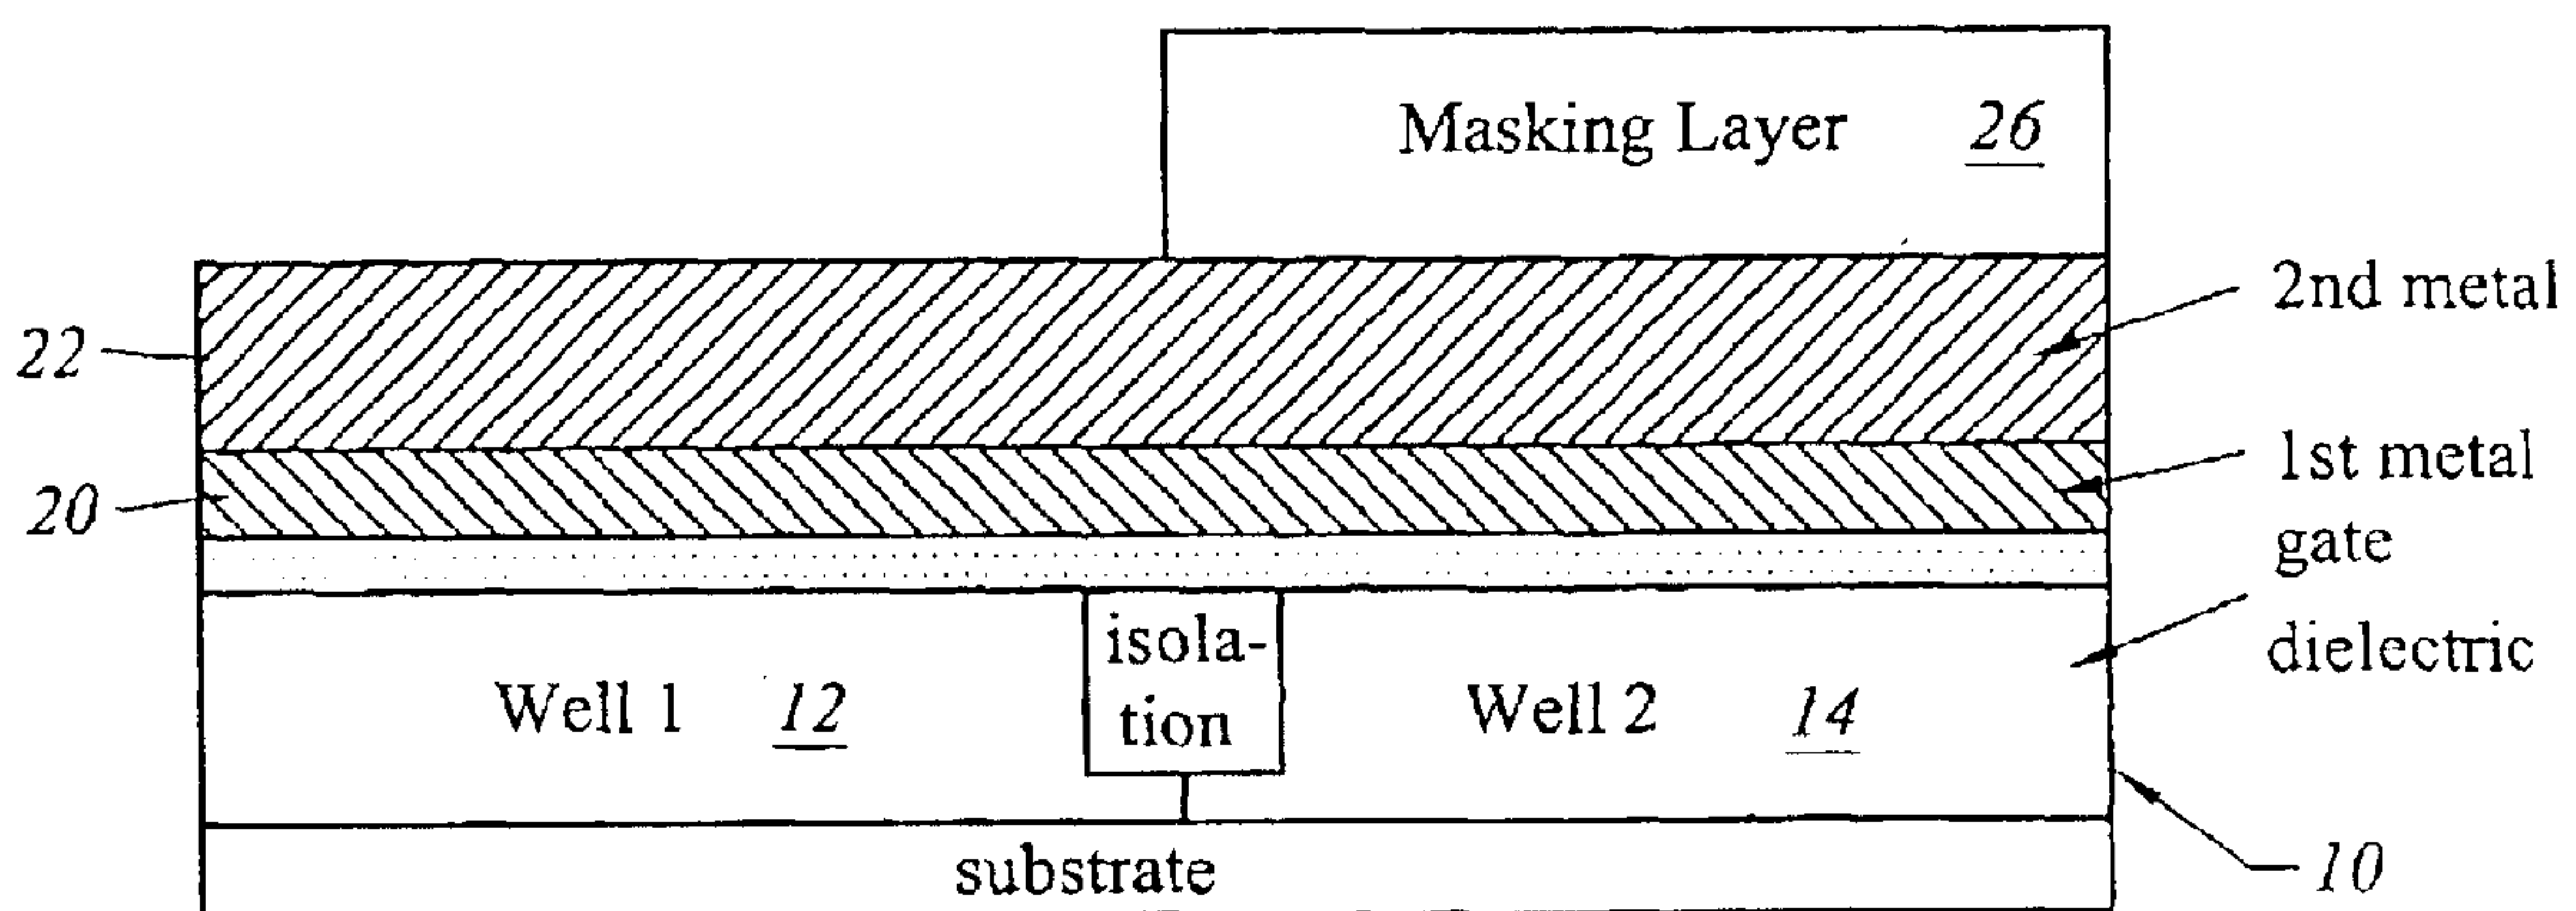 Masking Layer 26
2nd metal
22
1st metal
20
gate
dielectric
isola-
tion
Well 1 12
Well 2 14
10
substrate